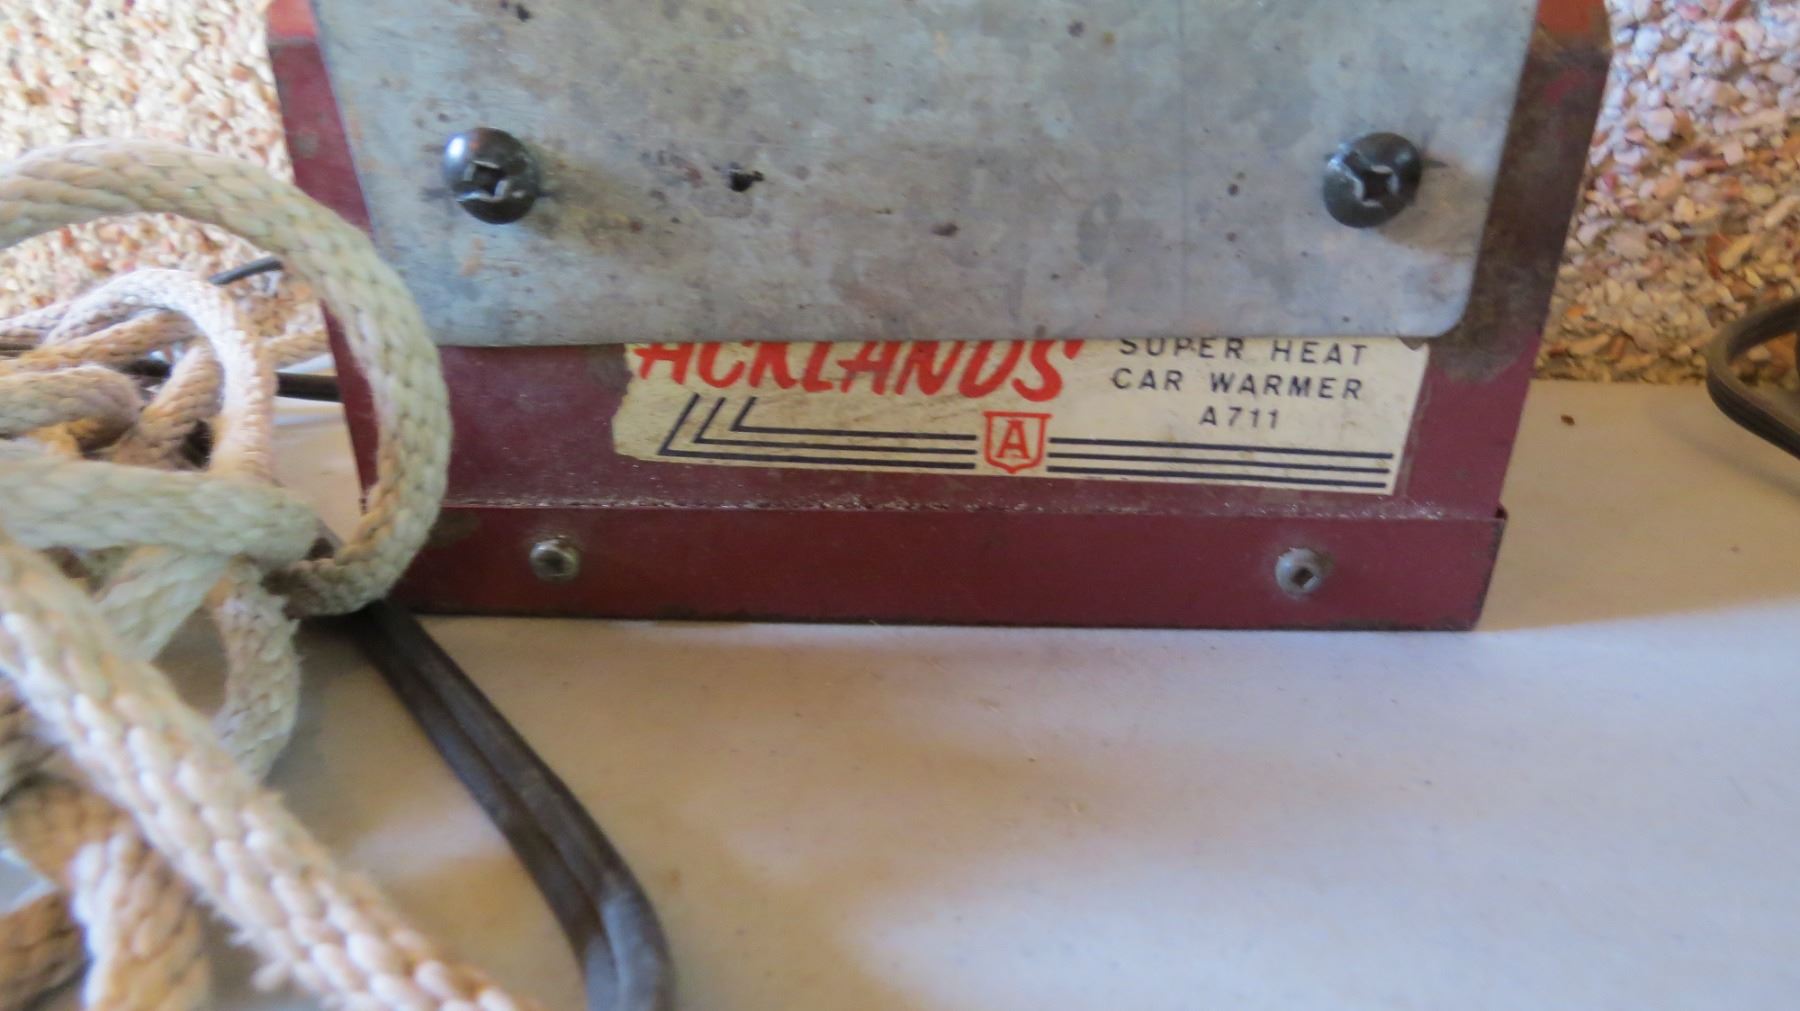 ACKLANDS
SUPER HEAT
CAR WARMER
A711
A